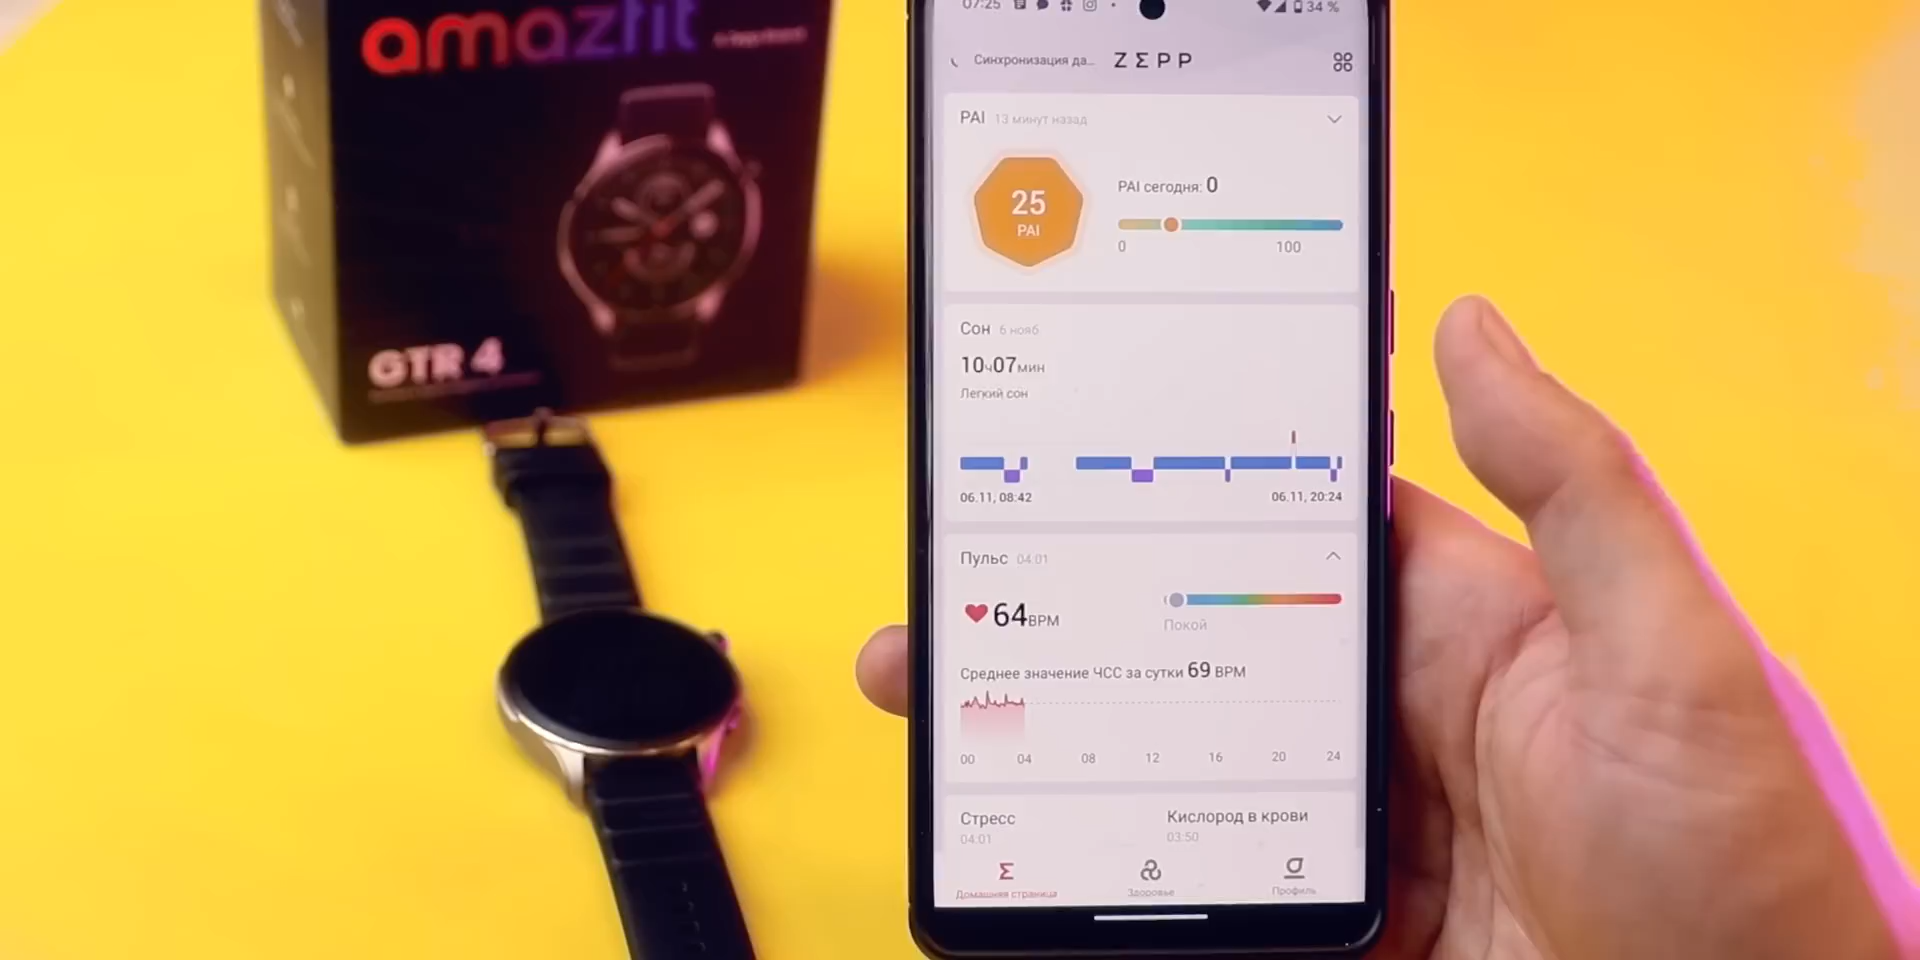 amazfit
GTR 4
07:25
34 %
Синхронизация да...
ZΣPP
PAI 13 минут назад
25
PAI
PAI сегодня: 0
0 100
Сон 6 нояб
10ч07мин
Легкий сон
06.11, 08:42
06.11, 20:24
Пульс 04:01
64BPM
Покой
Среднее значение ЧСС за сутки 69 BPM
00 04 08 12 16 20 24
Стресс
04:01
Кислород в крови
03:50
Домашняя страница
Здоровье
Профиль